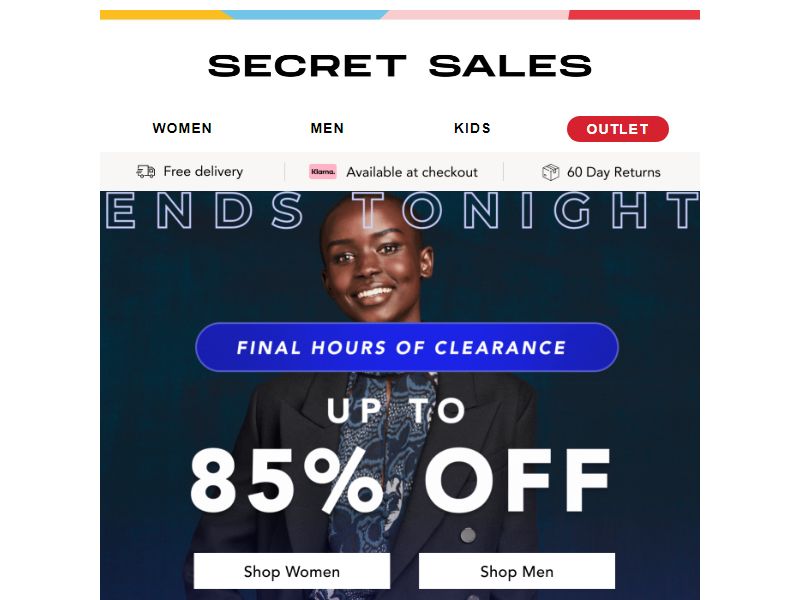 SECRET SALES
WOMEN MEN KIDS OUTLET
Free delivery Klarna. Available at checkout 60 Day Returns
ENDS TONIGHT
FINAL HOURS OF CLEARANCE
UP TO
85% OFF
Shop Women Shop Men